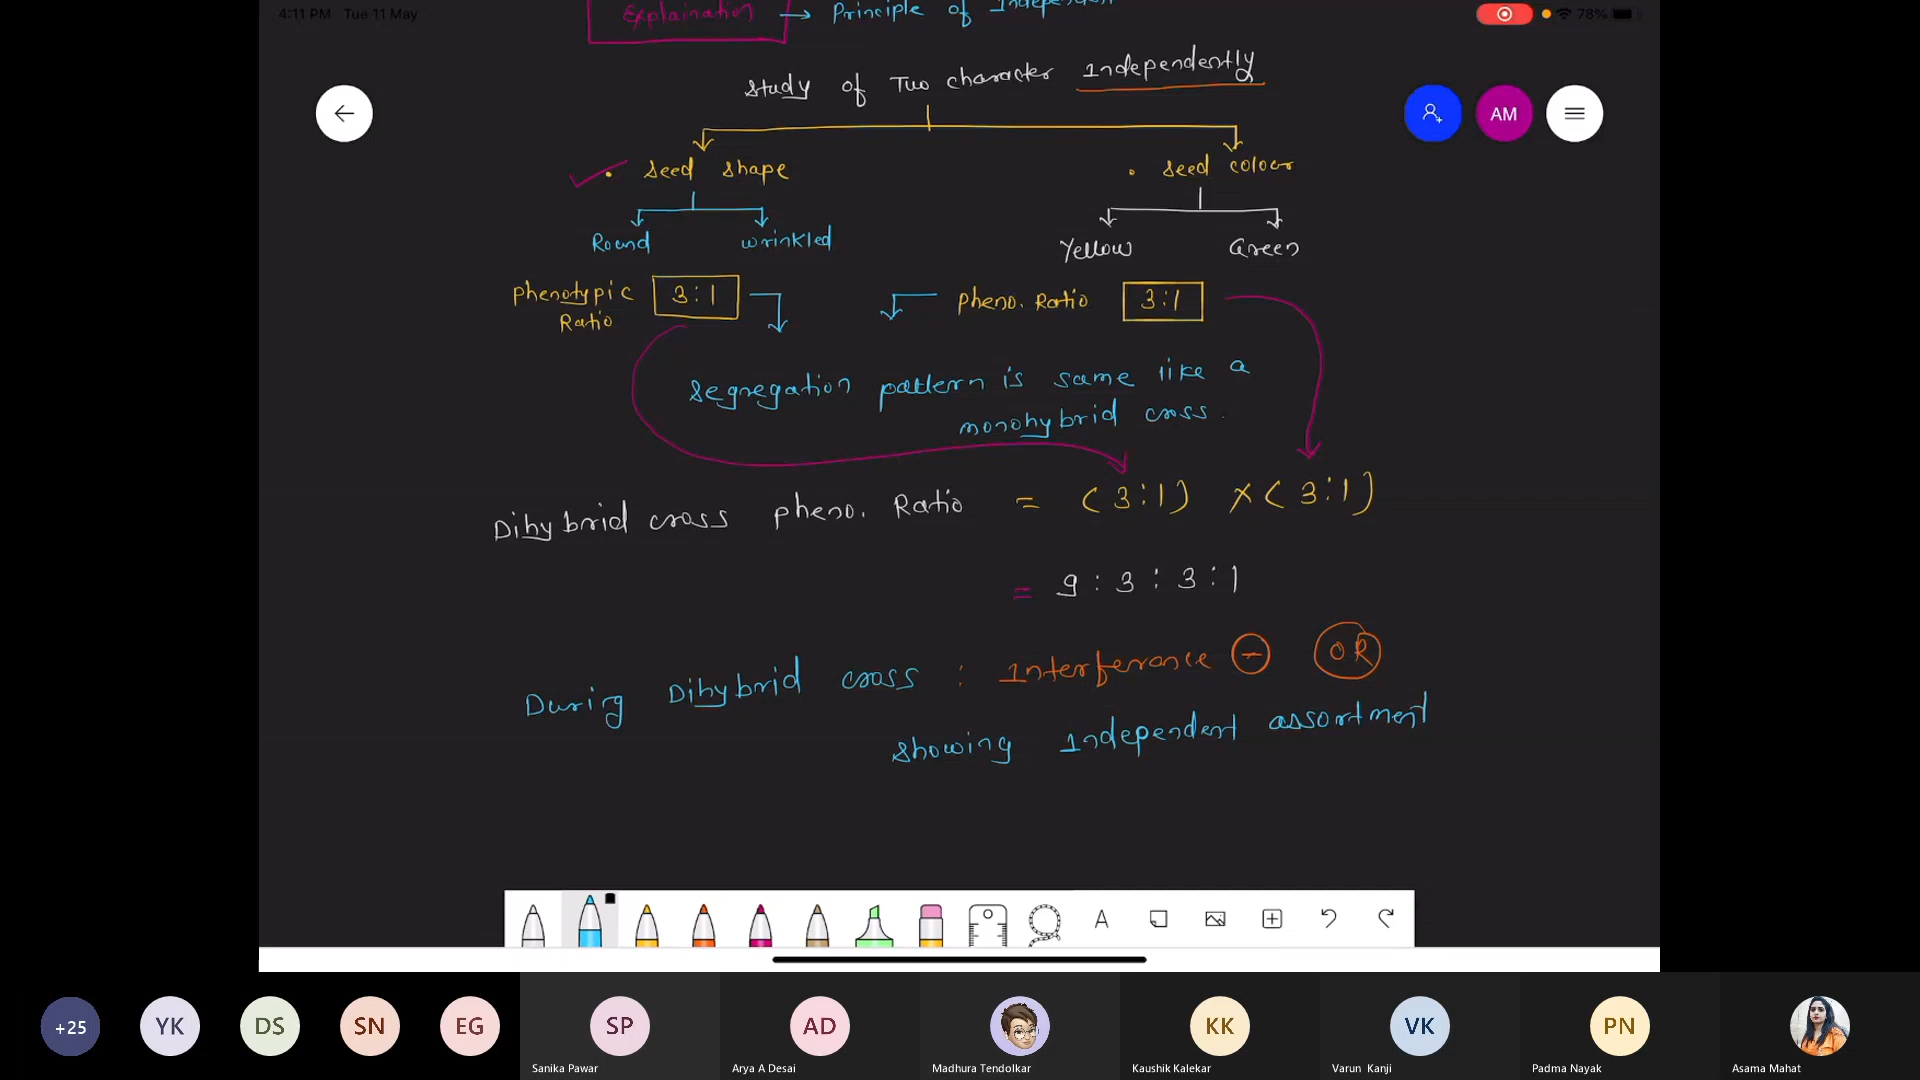 4:11 PM Tue 11 May
78%
Explaination → Principle of Independen
Study of Two character Independently
AM
• Seed shape
• Seed colour
Round wrinkled
Yellow Green
Phenotypic Ratio 3:1
Pheno. Ratio 3:1
Segregation pattern is same like a
monohybrid cross.
Dihybrid cross pheno. Ratio = (3:1) × (3:1)
= 9 : 3 : 3 : 1
During Dihybrid cross : Interferance ⊖ OR
showing Independent assortment
A
+25 YK DS SN EG SP AD KK VK PN
Sanika Pawar Arya A Desai Madhura Tendolkar Kaushik Kalekar Varun Kanji Padma Nayak Asama Mahat